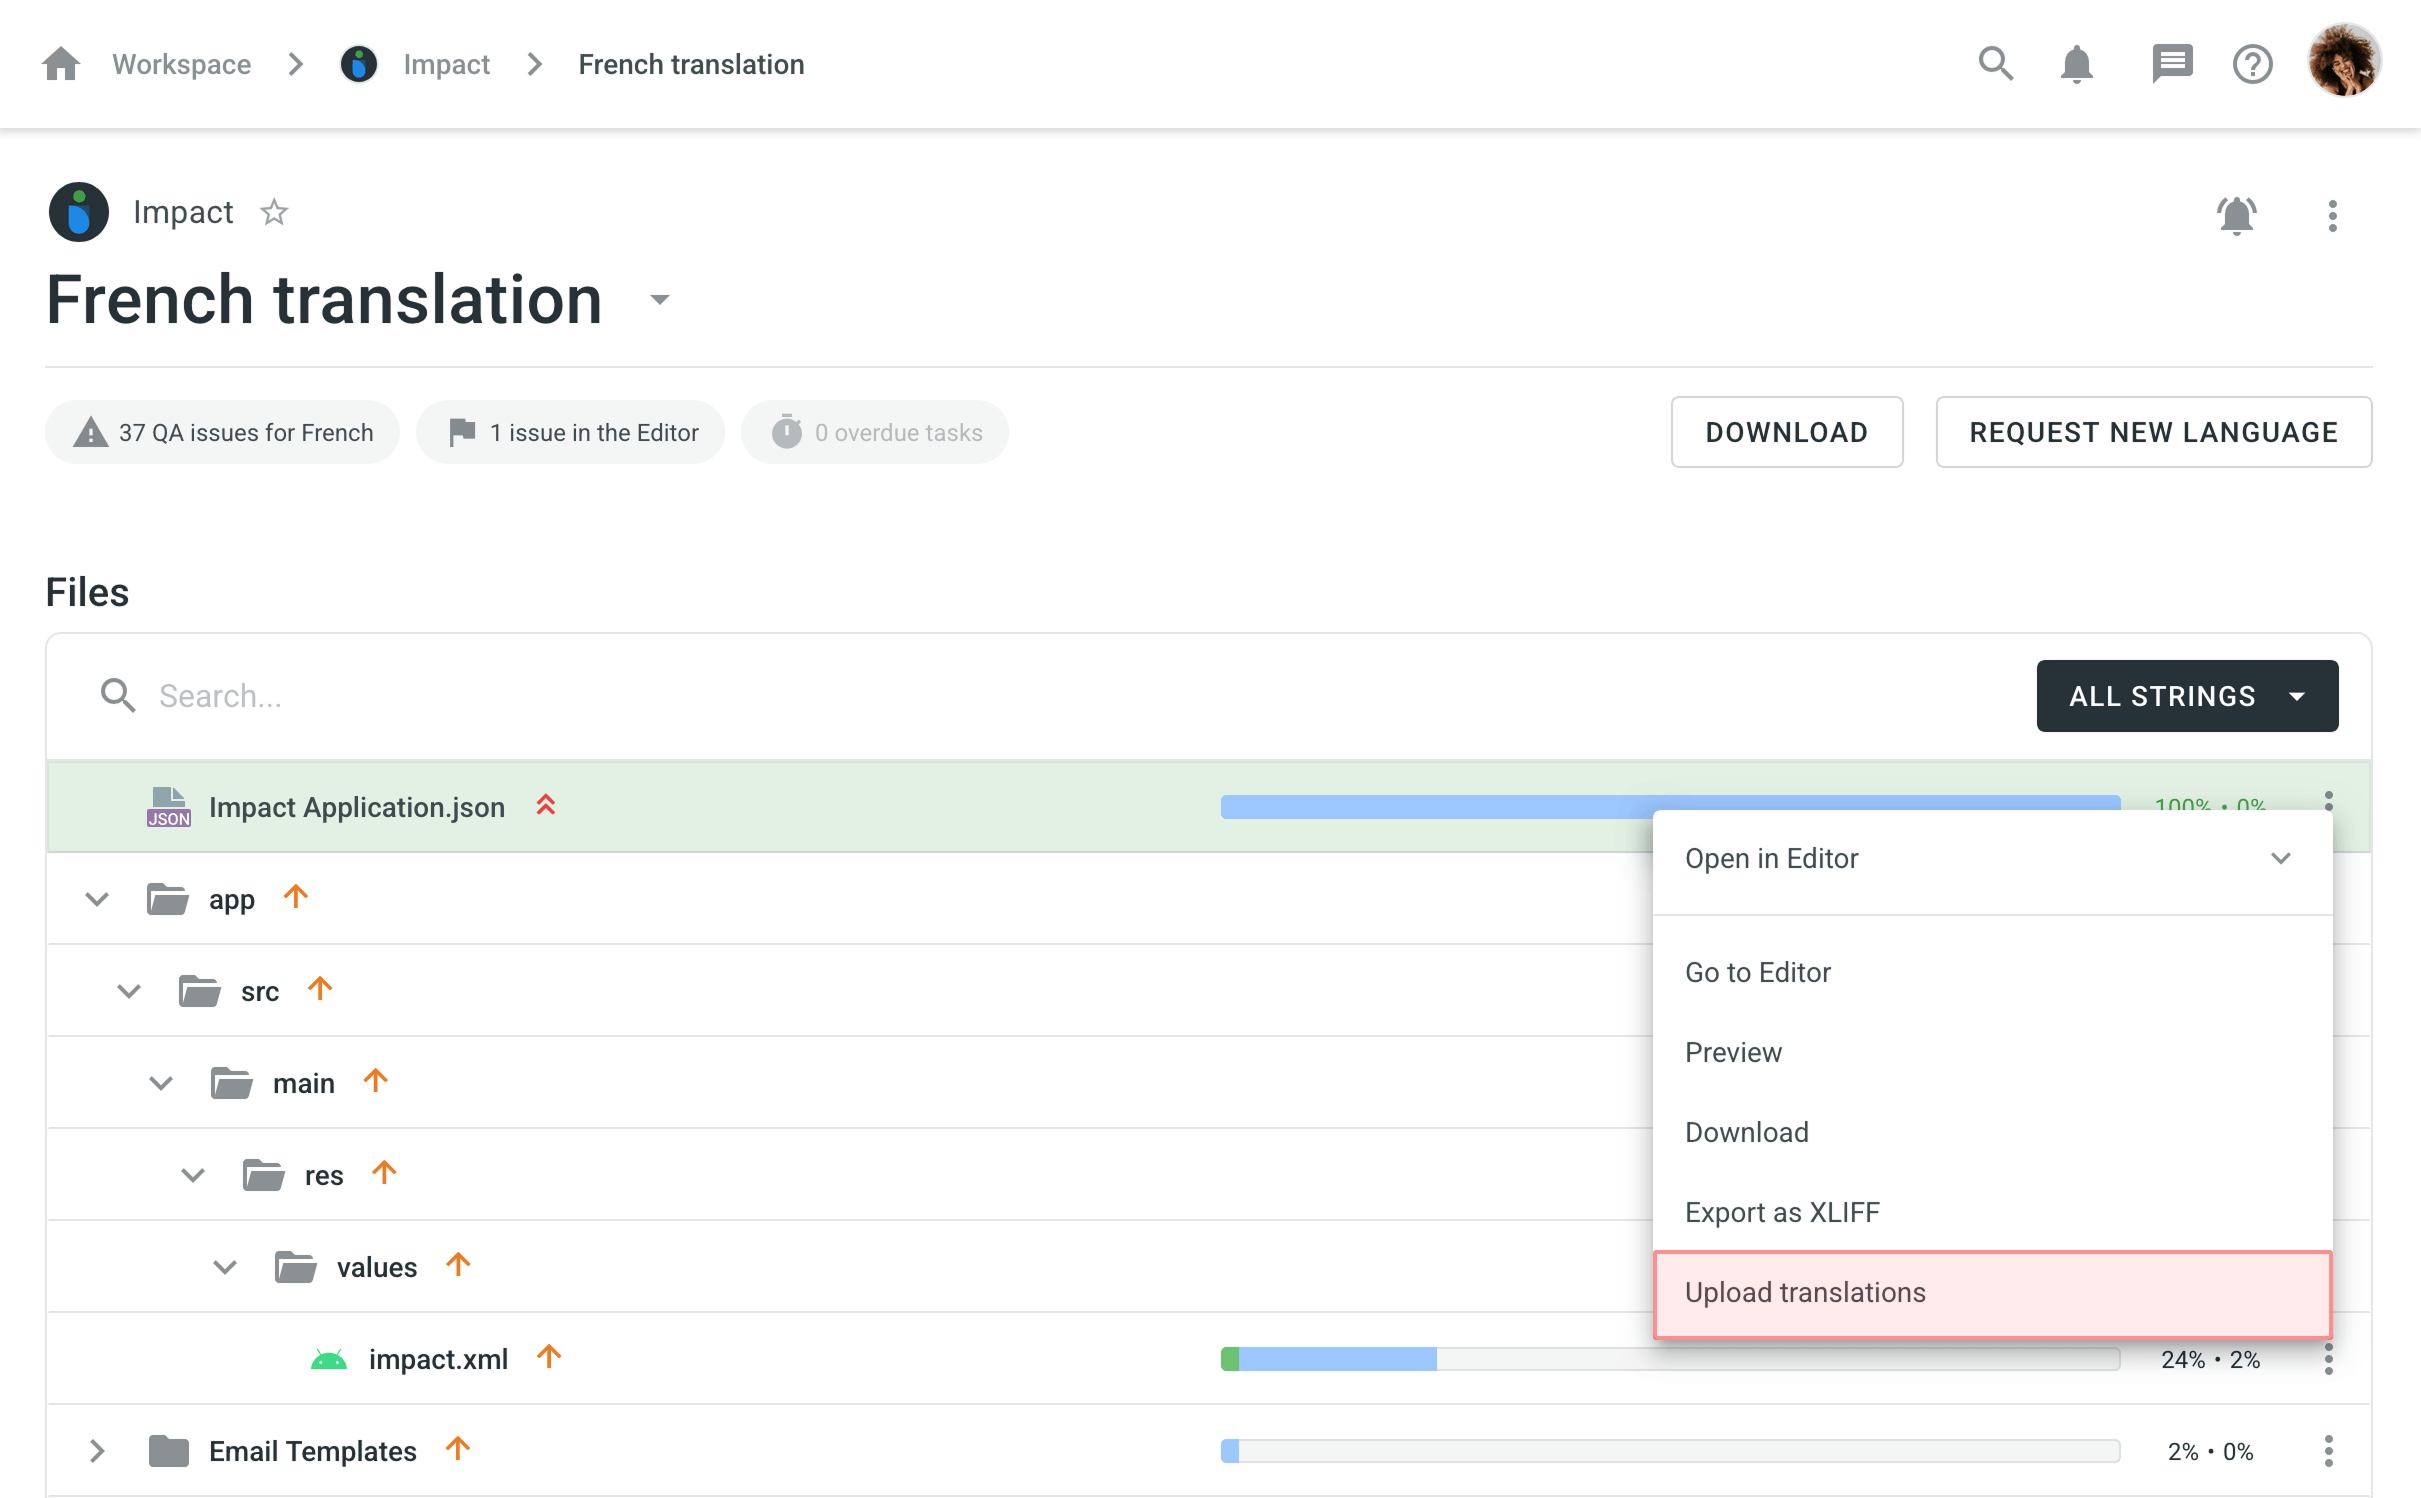 Workspace
Impact
French translation
Impact
French translation
37 QA issues for French
1 issue in the Editor
0 overdue tasks
DOWNLOAD
REQUEST NEW LANGUAGE
Files
Search...
ALL STRINGS
JSON
Impact Application.json
100% • 0%
Open in Editor
app
Go to Editor
src
Preview
main
Download
res
Export as XLIFF
values
Upload translations
impact.xml
24% • 2%
Email Templates
2% • 0%